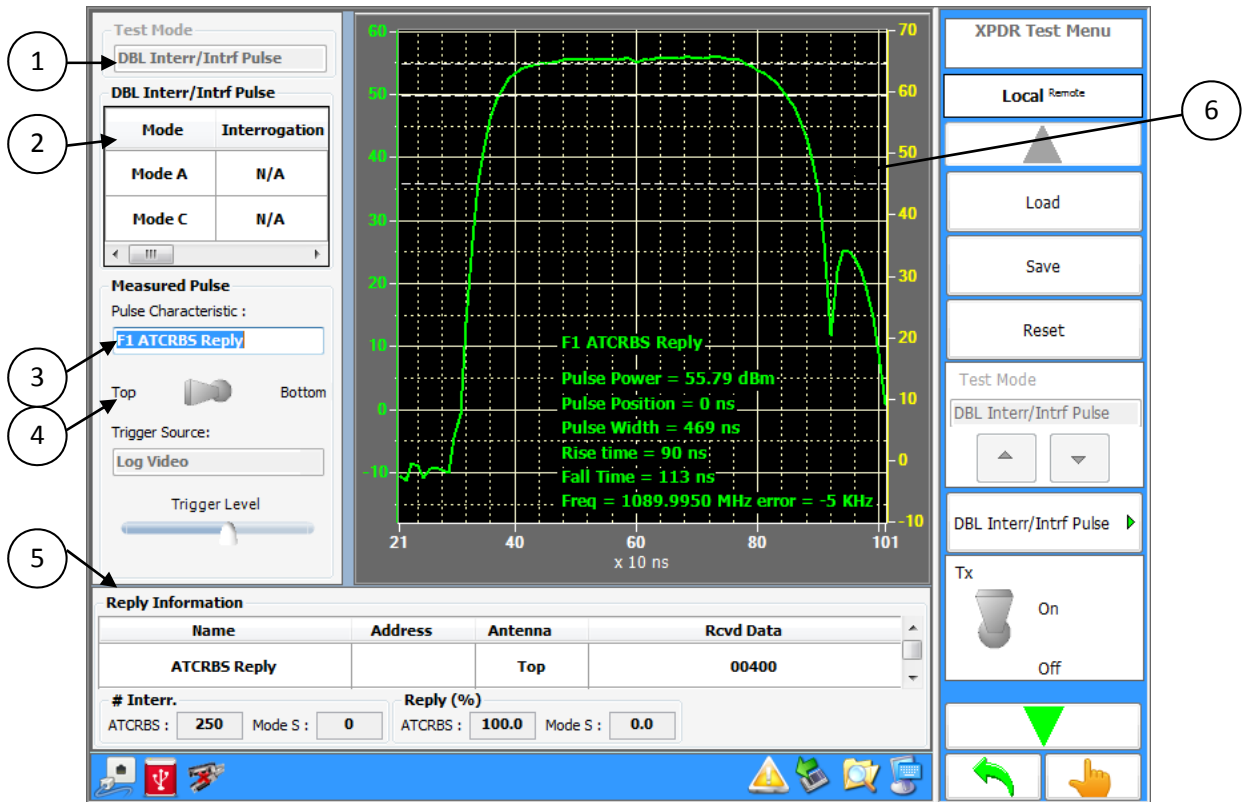 1
2
3
4
5
6
Test Mode
DBL Interr/Intrf Pulse
DBL Interr/Intrf Pulse
Mode Interrogation
Mode A N/A
Mode C N/A
Measured Pulse
Pulse Characteristic :
F1 ATCRBS Reply
Top Bottom
Trigger Source:
Log Video
Trigger Level
60
50
40
30
20
10
0
-10
70
60
50
40
30
20
10
0
-10
F1 ATCRBS Reply
Pulse Power = 55.79 dBm
Pulse Position = 0 ns
Pulse Width = 469 ns
Rise time = 90 ns
Fall Time = 113 ns
Freq = 1089.9950 MHz error = -5 KHz
21 40 60 80 101
x 10 ns
Reply Information
Name Address Antenna Rcvd Data
ATCRBS Reply Top 00400
# Interr.
ATCRBS : 250 Mode S : 0
Reply (%)
ATCRBS : 100.0 Mode S : 0.0
XPDR Test Menu
Local Remote
Load
Save
Reset
Test Mode
DBL Interr/Intrf Pulse
DBL Interr/Intrf Pulse
Tx
On
Off